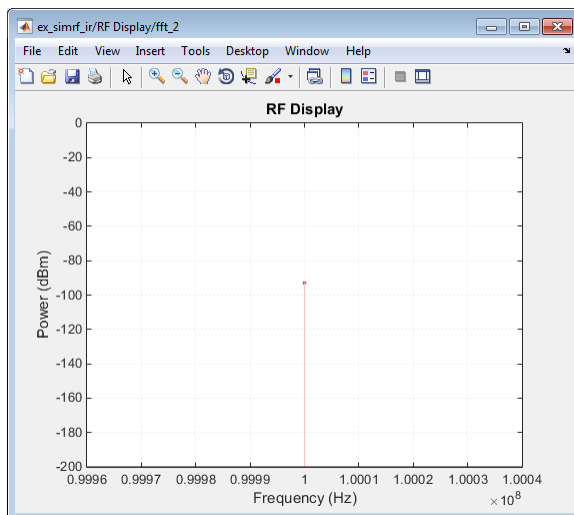 ex_simrf_ir/RF Display/fft_2
File Edit View Insert Tools Desktop Window Help
RF Display
0
-20
-40
-60
-80
-100
-120
-140
-160
-180
-200
Power (dBm)
0.9996 0.9997 0.9998 0.9999 1 1.0001 1.0002 1.0003 1.0004
Frequency (Hz)
×10⁸